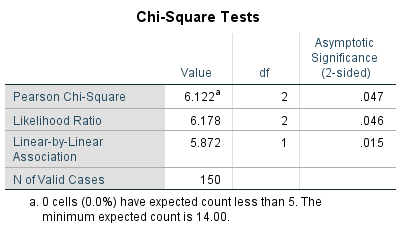 Chi-Square Tests
Asymptotic
Significance
Value df (2-sided)
Pearson Chi-Square 6.122a 2 .047
Likelihood Ratio 6.178 2 .046
Linear-by-Linear
Association 5.872 1 .015
N of Valid Cases 150
a. 0 cells (0.0%) have expected count less than 5. The
minimum expected count is 14.00.